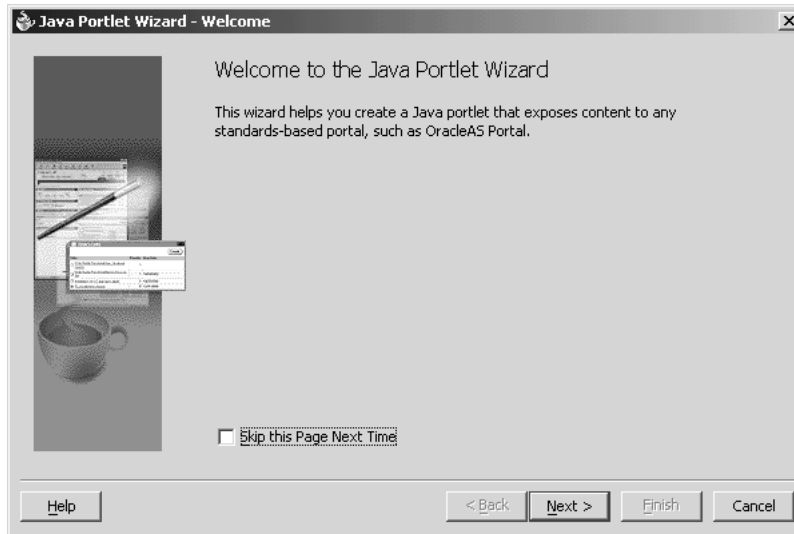 Java Portlet Wizard - Welcome
Welcome to the Java Portlet Wizard
This wizard helps you create a Java portlet that exposes content to any
standards-based portal, such as OracleAS Portal.
Skip this Page Next Time
Help
< Back
Next >
Finish
Cancel